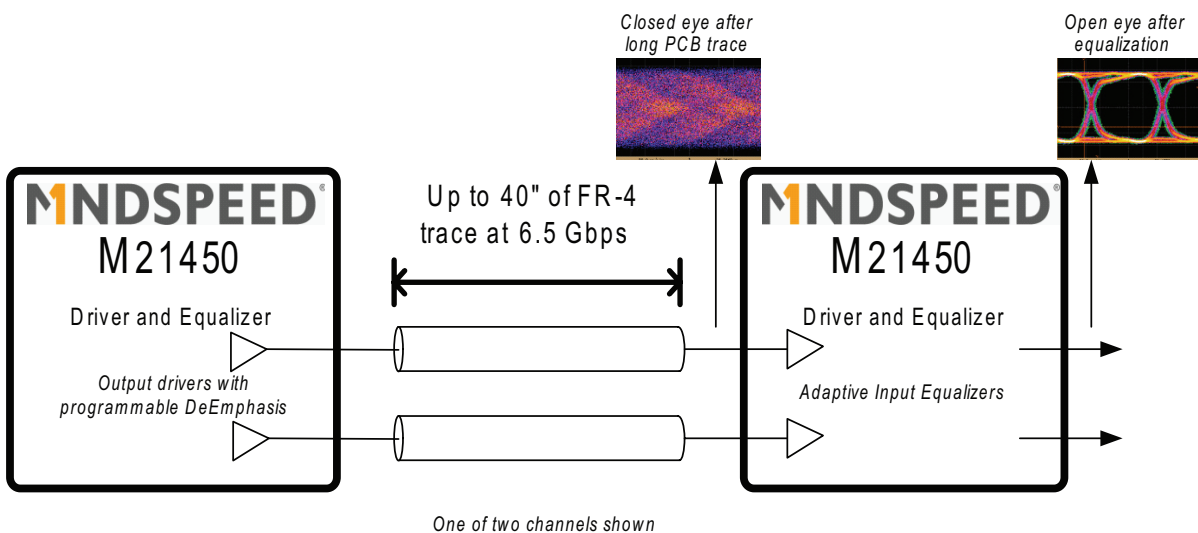 Closed eye after
long PCB trace
Open eye after
equalization
M1NDSPEED®
M21450
Driver and Equalizer
Output drivers with
programmable DeEmphasis
Up to 40" of FR-4
trace at 6.5 Gbps
M1NDSPEED®
M21450
Driver and Equalizer
Adaptive Input Equalizers
One of two channels shown